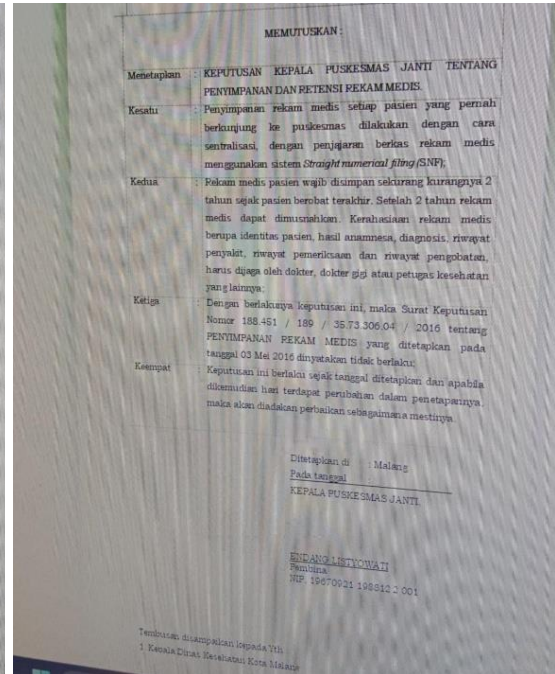 MEMUTUSKAN :
Menetapkan : KEPUTUSAN KEPALA PUSKESMAS JANTI TENTANG
PENYIMPANAN DAN RETENSI REKAM MEDIS.
Kesatu : Penyimpanan rekam medis setiap pasien yang pernah
berkunjung ke puskesmas dilakukan dengan cara
sentralisasi, dengan penjajaran berkas rekam medis
menggunakan sistem Straight numerical filing (SNF);
Kedua : Rekam medis pasien wajib disimpan sekurang kurangnya 2
tahun sejak pasien berobat terakhir. Setelah 2 tahun rekam
medis dapat dimusnahkan. Kerahasiaan rekam medis
berupa identitas pasien, hasil anamnesa, diagnosis, riwayat
penyakit, riwayat pemeriksaan dan riwayat pengobatan,
harus dijaga oleh dokter, dokter gigi atau petugas kesehatan
yang lainnya;
Ketiga : Dengan berlakunya keputusan ini, maka Surat Keputusan
Nomor 188.451 / 189 / 35.73.306.04 / 2016 tentang
PENYIMPANAN REKAM MEDIS yang ditetapkan pada
tanggal 03 Mei 2016 dinyatakan tidak berlaku;
Keempat : Keputusan ini berlaku sejak tanggal ditetapkan dan apabila
dikemudian hari terdapat perubahan dalam penetapannya,
maka akan diadakan perbaikan sebagaimana mestinya.
Ditetapkan di : Malang
Pada tanggal :
KEPALA PUSKESMAS JANTI.
ENDANG LISTYOWATI
Pembina
NIP. 19670921 198812 2 001
Tembusan disampaikan kepada Yth
1. Kepala Dinas Kesehatan Kota Malang